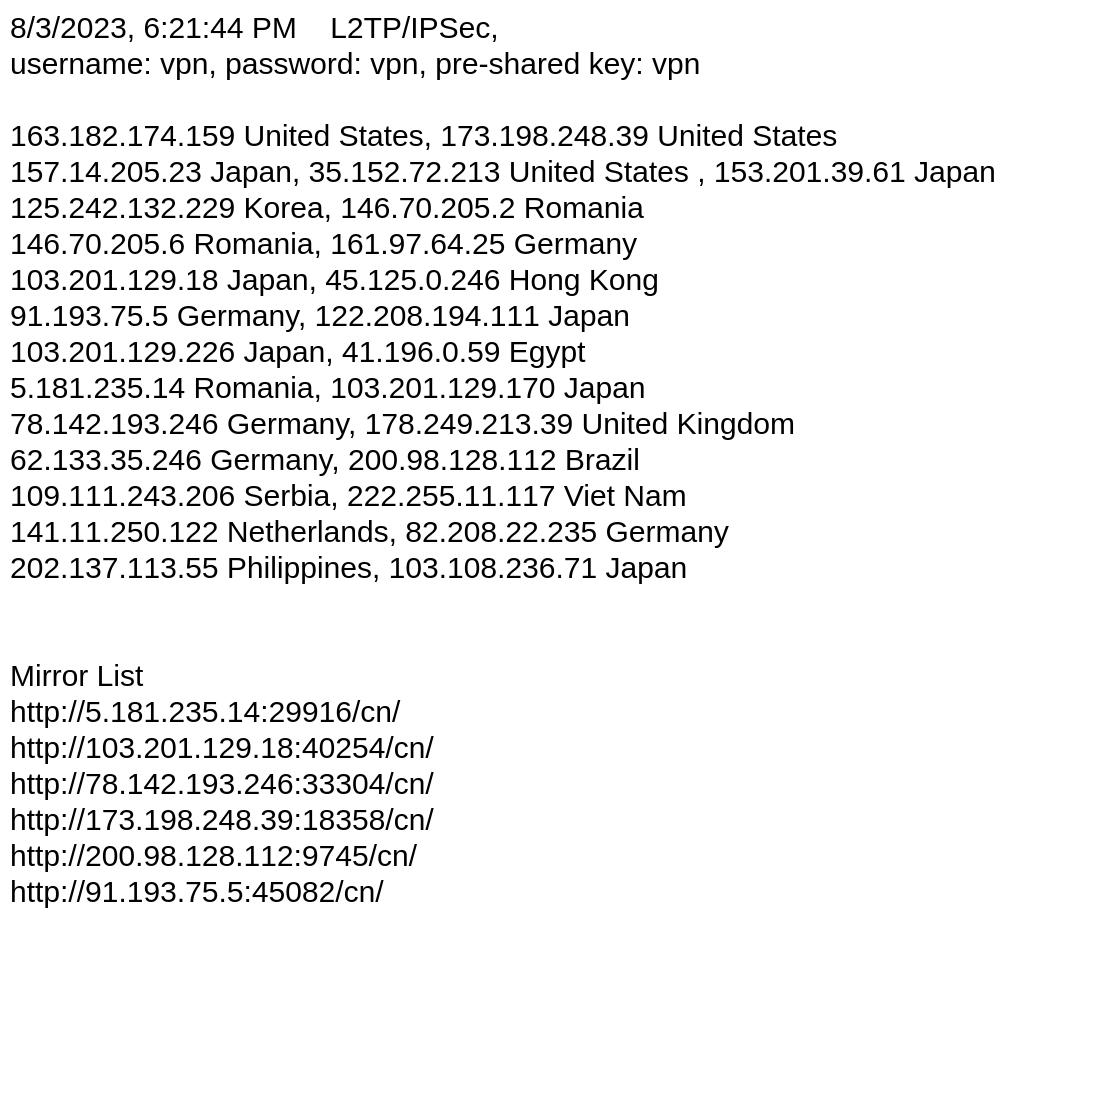 8/3/2023, 6:21:44 PM    L2TP/IPSec,
username: vpn, password: vpn, pre-shared key: vpn
163.182.174.159 United States, 173.198.248.39 United States
157.14.205.23 Japan, 35.152.72.213 United States , 153.201.39.61 Japan
125.242.132.229 Korea, 146.70.205.2 Romania
146.70.205.6 Romania, 161.97.64.25 Germany
103.201.129.18 Japan, 45.125.0.246 Hong Kong
91.193.75.5 Germany, 122.208.194.111 Japan
103.201.129.226 Japan, 41.196.0.59 Egypt
5.181.235.14 Romania, 103.201.129.170 Japan
78.142.193.246 Germany, 178.249.213.39 United Kingdom
62.133.35.246 Germany, 200.98.128.112 Brazil
109.111.243.206 Serbia, 222.255.11.117 Viet Nam
141.11.250.122 Netherlands, 82.208.22.235 Germany
202.137.113.55 Philippines, 103.108.236.71 Japan
Mirror List
http://5.181.235.14:29916/cn/
http://103.201.129.18:40254/cn/
http://78.142.193.246:33304/cn/
http://173.198.248.39:18358/cn/
http://200.98.128.112:9745/cn/
http://91.193.75.5:45082/cn/